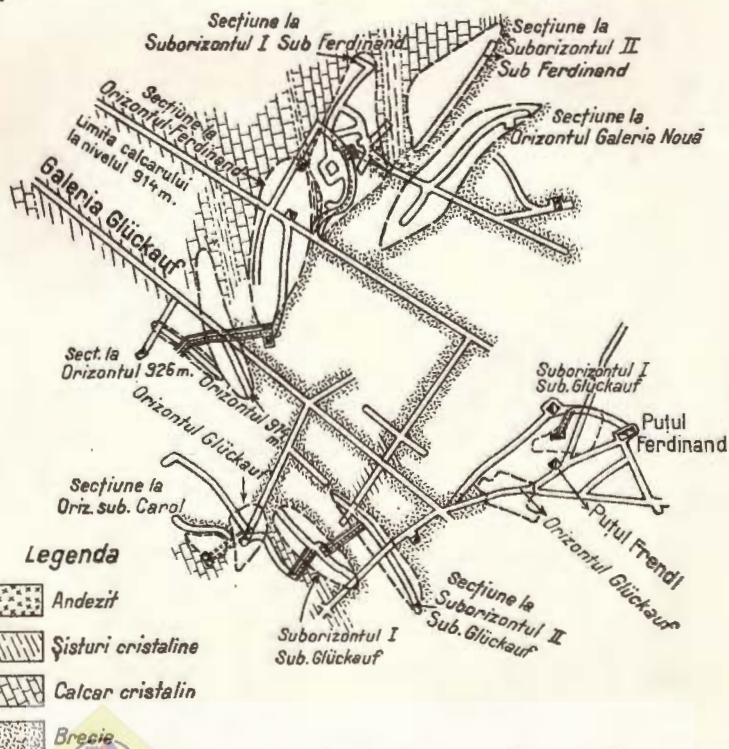 Secțiune la
Suborizontul I Sub Ferdinand
Secțiune la
Suborizontul II
Sub Ferdinand
Secțiune la
Orizontul Ferdinand
Limita calcarului
la nivelul 914 m.
Secțiune la
Orizontul Galeria Nouă
Galeria Glückauf
Sect. la
Orizontul 926 m.
Orizontul 914
m.
Orizontul Glückauf
Suborizontul I
Sub. Glückauf
Puțul
Ferdinand
Puțul Frendl
Orizontul Glückauf
Secțiune la
Oriz. sub. Carol
Secțiune la
Suborizontul II
Sub. Glückauf
Suborizontul I
Sub. Glückauf
Legenda
Andezit
Șisturi cristaline
Calcar cristalin
Brecie